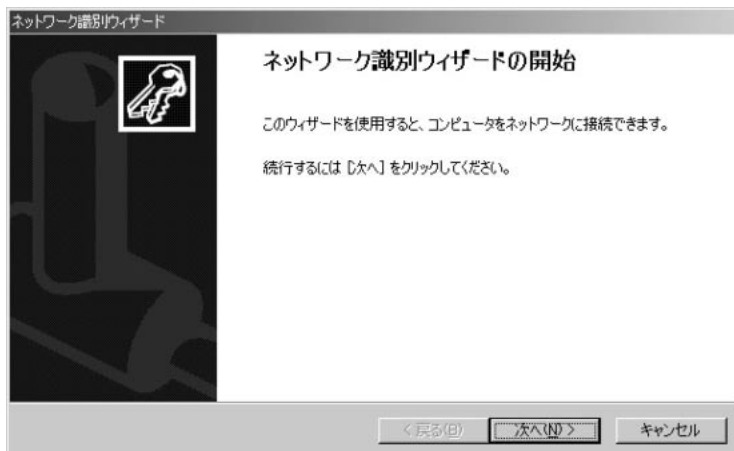 ネットワーク識別ウィザード
ネットワーク識別ウィザードの開始
このウィザードを使用すると、コンピュータをネットワークに接続できます。
続行するには [次へ] をクリックしてください。
< 戻る(B) 次へ(N) > キャンセル